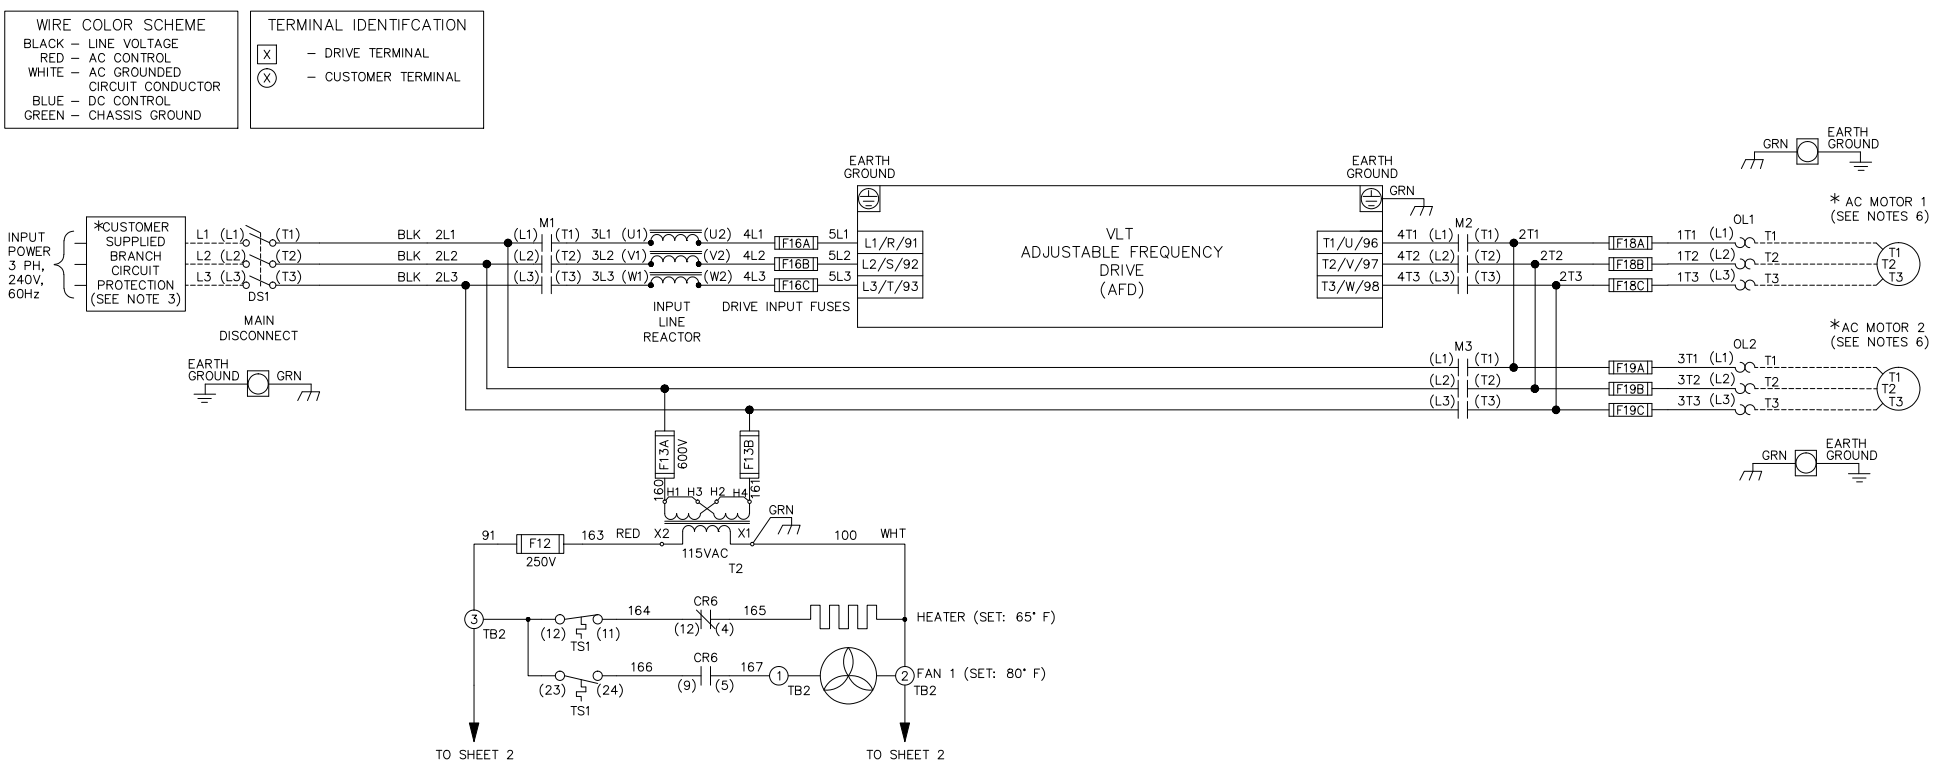 WIRE COLOR SCHEME
BLACK – LINE VOLTAGE
RED – AC CONTROL
WHITE – AC GROUNDED
CIRCUIT CONDUCTOR
BLUE – DC CONTROL
GREEN – CHASSIS GROUND
TERMINAL IDENTIFCATION
X – DRIVE TERMINAL
X – CUSTOMER TERMINAL
INPUT
POWER
3 PH,
240V,
60Hz
*CUSTOMER
SUPPLIED
BRANCH
CIRCUIT
PROTECTION
(SEE NOTE 3)
L1 (L1) (T1) BLK 2L1 (L1) M1 (T1) 3L1 (U1) (U2) 4L1 F16A 5L1 L1/R/91
L2 (L2) (T2) BLK 2L2 (L2) (T2) 3L2 (V1) (V2) 4L2 F16B 5L2 L2/S/92
L3 (L3) (T3) BLK 2L3 (L3) (T3) 3L3 (W1) (W2) 4L3 F16C 5L3 L3/T/93
DS1
MAIN
DISCONNECT
INPUT
LINE
REACTOR
DRIVE INPUT FUSES
EARTH
GROUND
GRN
EARTH
GROUND
VLT
ADJUSTABLE FREQUENCY
DRIVE
(AFD)
EARTH
GROUND
GRN
T1/U/96 4T1 (L1) M2 (T1) 2T1 F18A 1T1 (L1) OL1 T1
T2/V/97 4T2 (L2) (T2) 2T2 F18B 1T2 (L2) T2
T3/W/98 4T3 (L3) (T3) 2T3 F18C 1T3 (L3) T3
GRN
EARTH
GROUND
* AC MOTOR 1
(SEE NOTES 6)
T1
T2
T3
*AC MOTOR 2
(SEE NOTES 6)
M3
OL2
(L1) (T1) F19A 3T1 (L1) T1
(L2) (T2) F19B 3T2 (L2) T2
(L3) (T3) F19C 3T3 (L3) T3
T1
T2
T3
GRN
EARTH
GROUND
F13A
600V
F13B
160
161
H1 H3 H2 H4
GRN
91 F12 163 RED X2 X1 100 WHT
250V
115VAC
T2
3
TB2
(12) (11)
TS1
164
CR6
(12) (4)
165
HEATER (SET: 65° F)
(23) (24)
TS1
166
CR6
(9) (5)
167
1
TB2
2
TB2
FAN 1 (SET: 80° F)
TO SHEET 2
TO SHEET 2